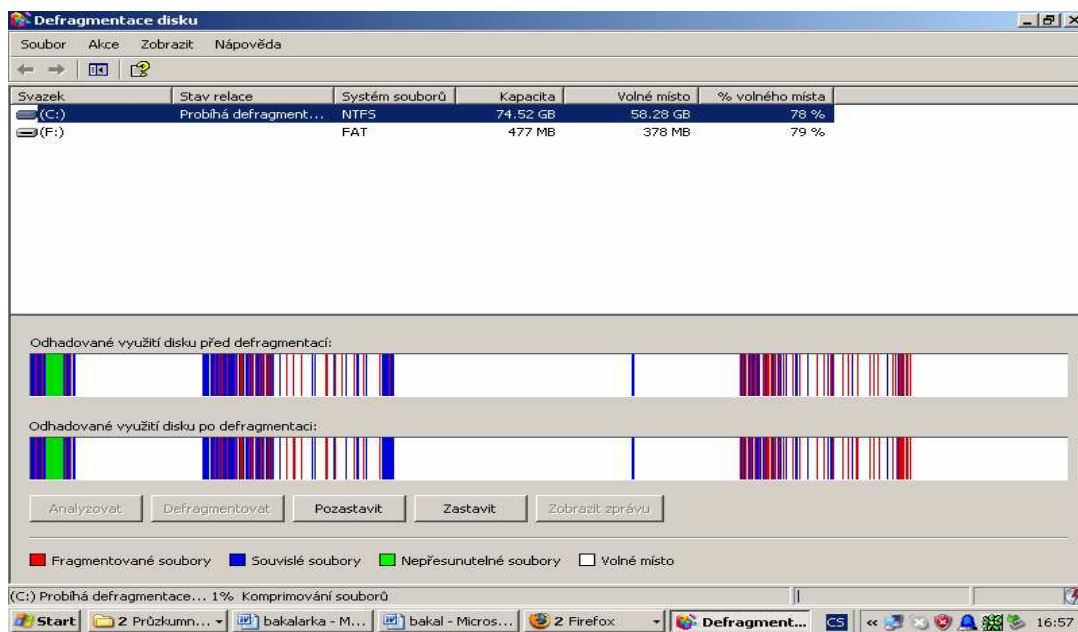 Defragmentace disku
Soubor Akce Zobrazit Nápověda
Svazek Stav relace Systém souborů Kapacita Volné místo % volného místa
(C:) Probíhá defragment... NTFS 74.52 GB 58.28 GB 78 %
(F:) FAT 477 MB 378 MB 79 %
Odhadované využití disku před defragmentací:
Odhadované využití disku po defragmentaci:
Analyzovat Defragmentovat Pozastavit Zastavit Zobrazit zprávu
Fragmentované soubory Souvislé soubory Nepřesunutelné soubory Volné místo
(C:) Probíhá defragmentace... 1% Komprimování souborů
Start 2 Průzkumn... bakalarka - M... bakal - Micros... 2 Firefox Defragment... CS « 16:57